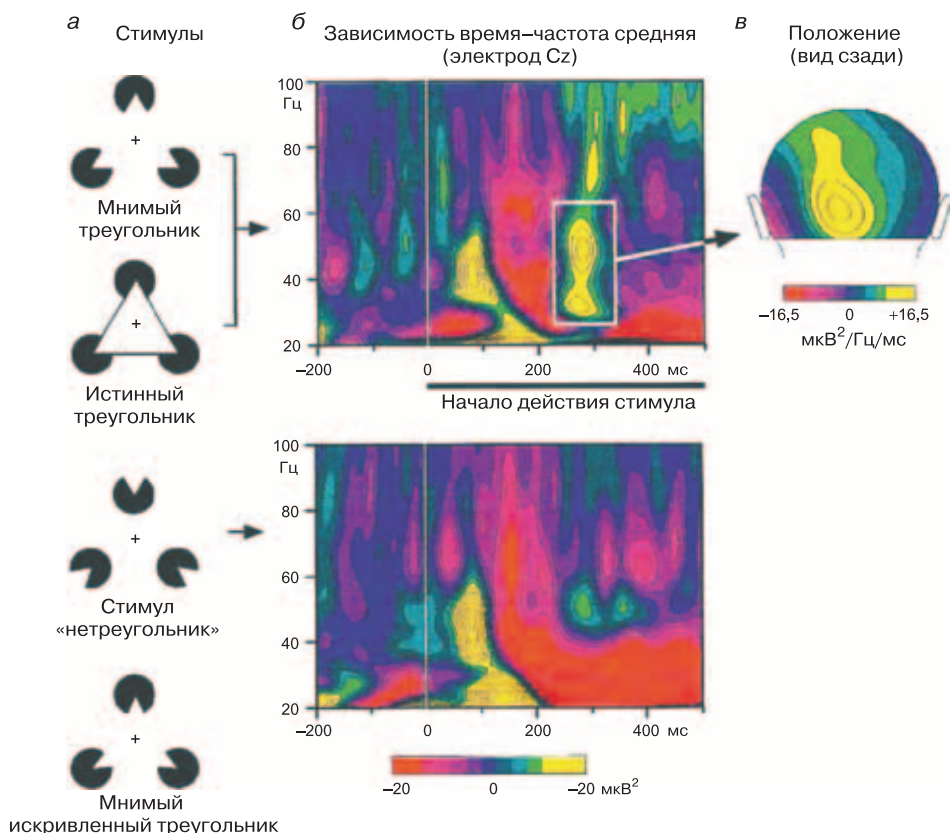 а
Стимулы
+
Мнимый
треугольник
+
Истинный
треугольник
+
Стимул
«нетреугольник»
+
Мнимый
искривленный треугольник
б
Зависимость время–частота средняя
(электрод Cz)
100
Гц
80
60
40
20
–200
0
200
400 мс
Начало действия стимула
100
Гц
80
60
40
20
–200
0
200
400 мс
–20
0
–20 мкВ²
в
Положение
(вид сзади)
–16,5
0
+16,5
мкВ²/Гц/мс